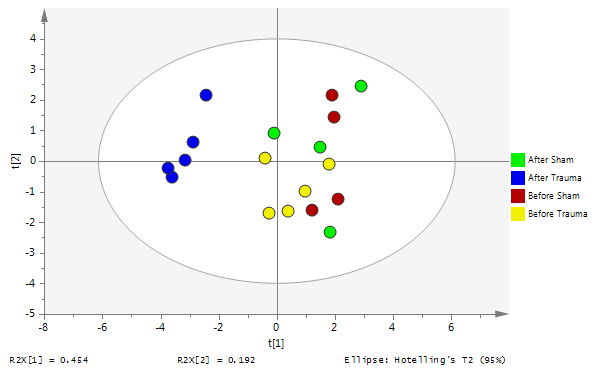 4
3
2
1
0
-1
-2
-3
-4
-5
t[2]
-8
-6
-4
-2
0
2
4
6
t[1]
After Sham
After Trauma
Before Sham
Before Trauma
R2X[1] = 0.454
R2X[2] = 0.192
Ellipse: Hotelling's T2 (95%)